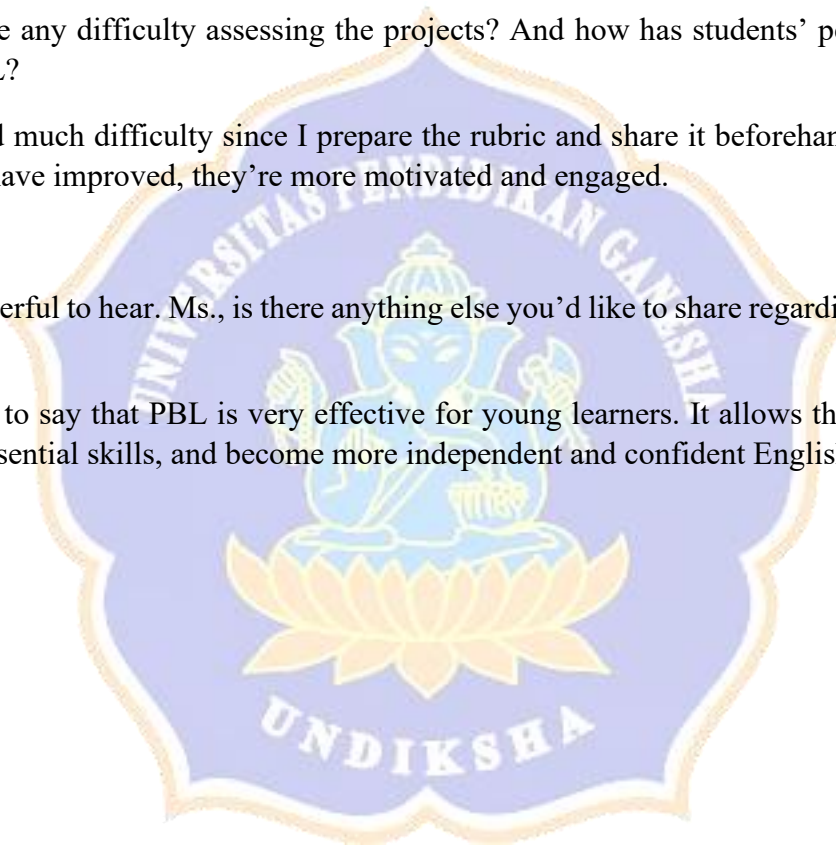 e any difficulty assessing the projects? And how has students’ p
L?
d much difficulty since I prepare the rubric and share it beforehan
have improved, they’re more motivated and engaged.
erful to hear. Ms., is there anything else you’d like to share regardi
to say that PBL is very effective for young learners. It allows th
sential skills, and become more independent and confident Englis
UNIVERSITAS PENDIDIKAN GANESHA
UNDIKSHA